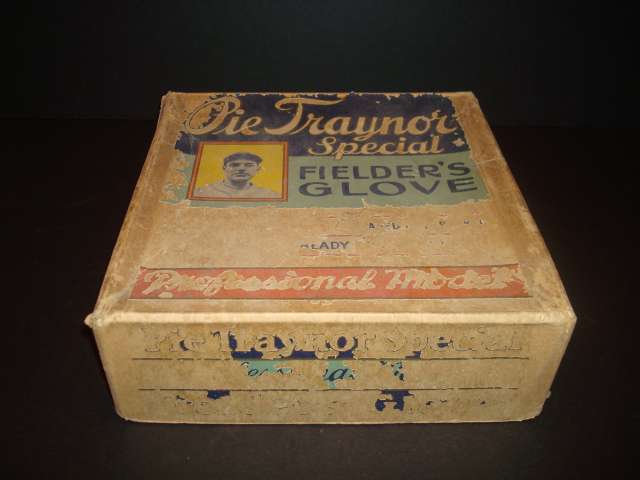 Pie Traynor
Special
FIELDER'S
GLOVE
READY
Professional Model
Pie Traynor Special